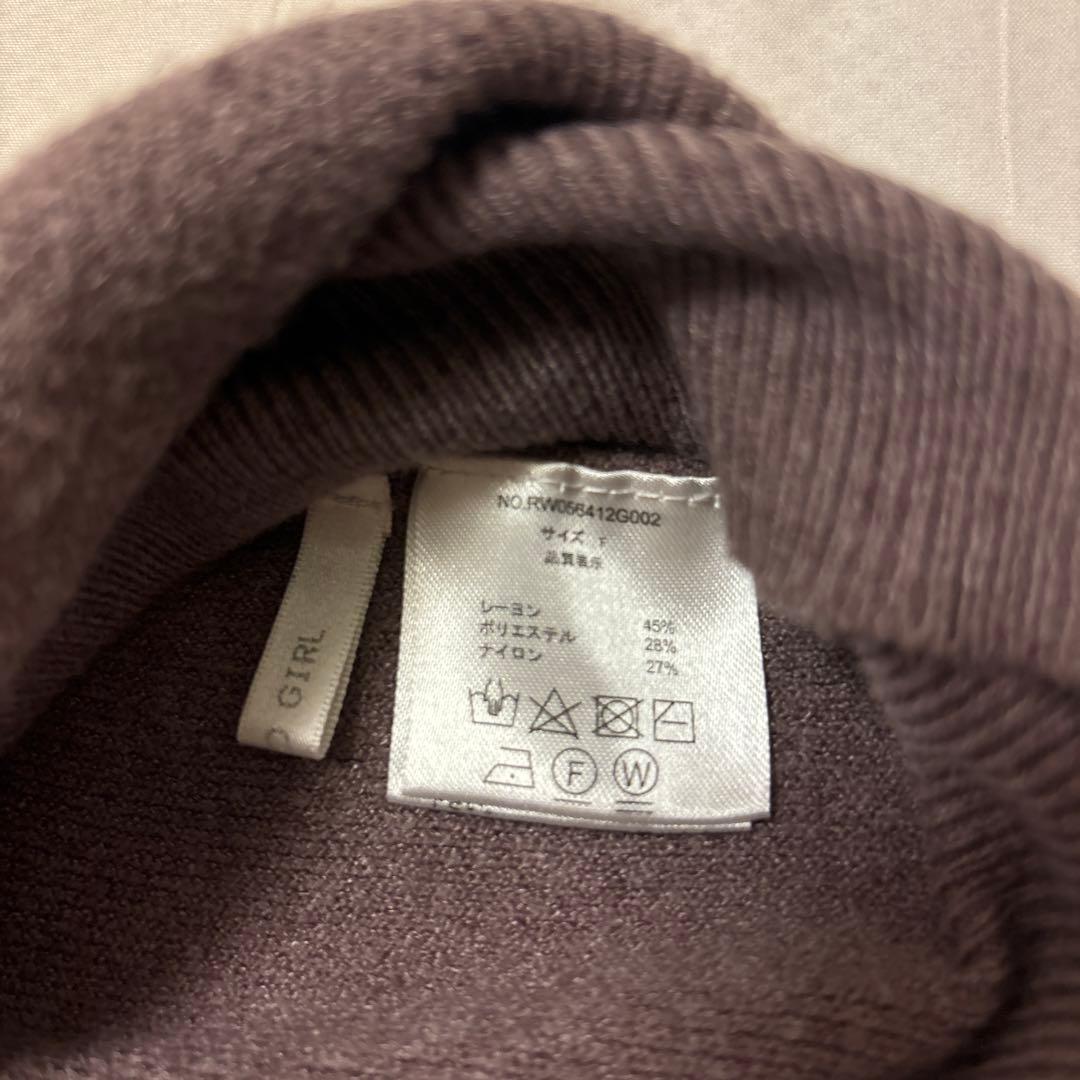 NO.RW056412G002
サイズ F
品質表示
レーヨン 45%
ポリエステル 28%
ナイロン 27%
F W
GIRL